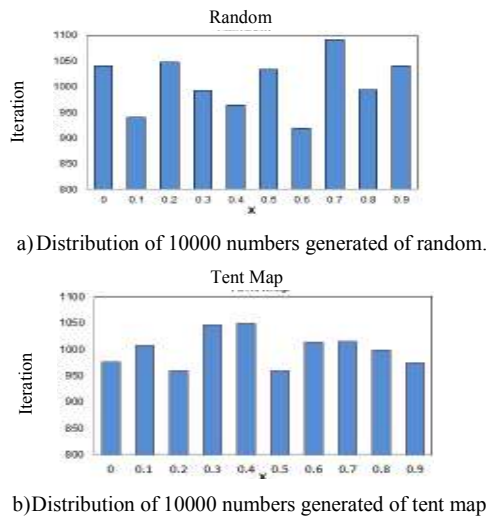 Random
1100
1050
1000
950
900
850
800
Iteration
0 0.1 0.2 0.3 0.4 0.5 0.6 0.7 0.8 0.9
x
a)Distribution of 10000 numbers generated of random.
Tent Map
1100
1050
1000
950
900
850
800
Iteration
0 0.1 0.2 0.3 0.4 0.5 0.6 0.7 0.8 0.9
x
b)Distribution of 10000 numbers generated of tent map